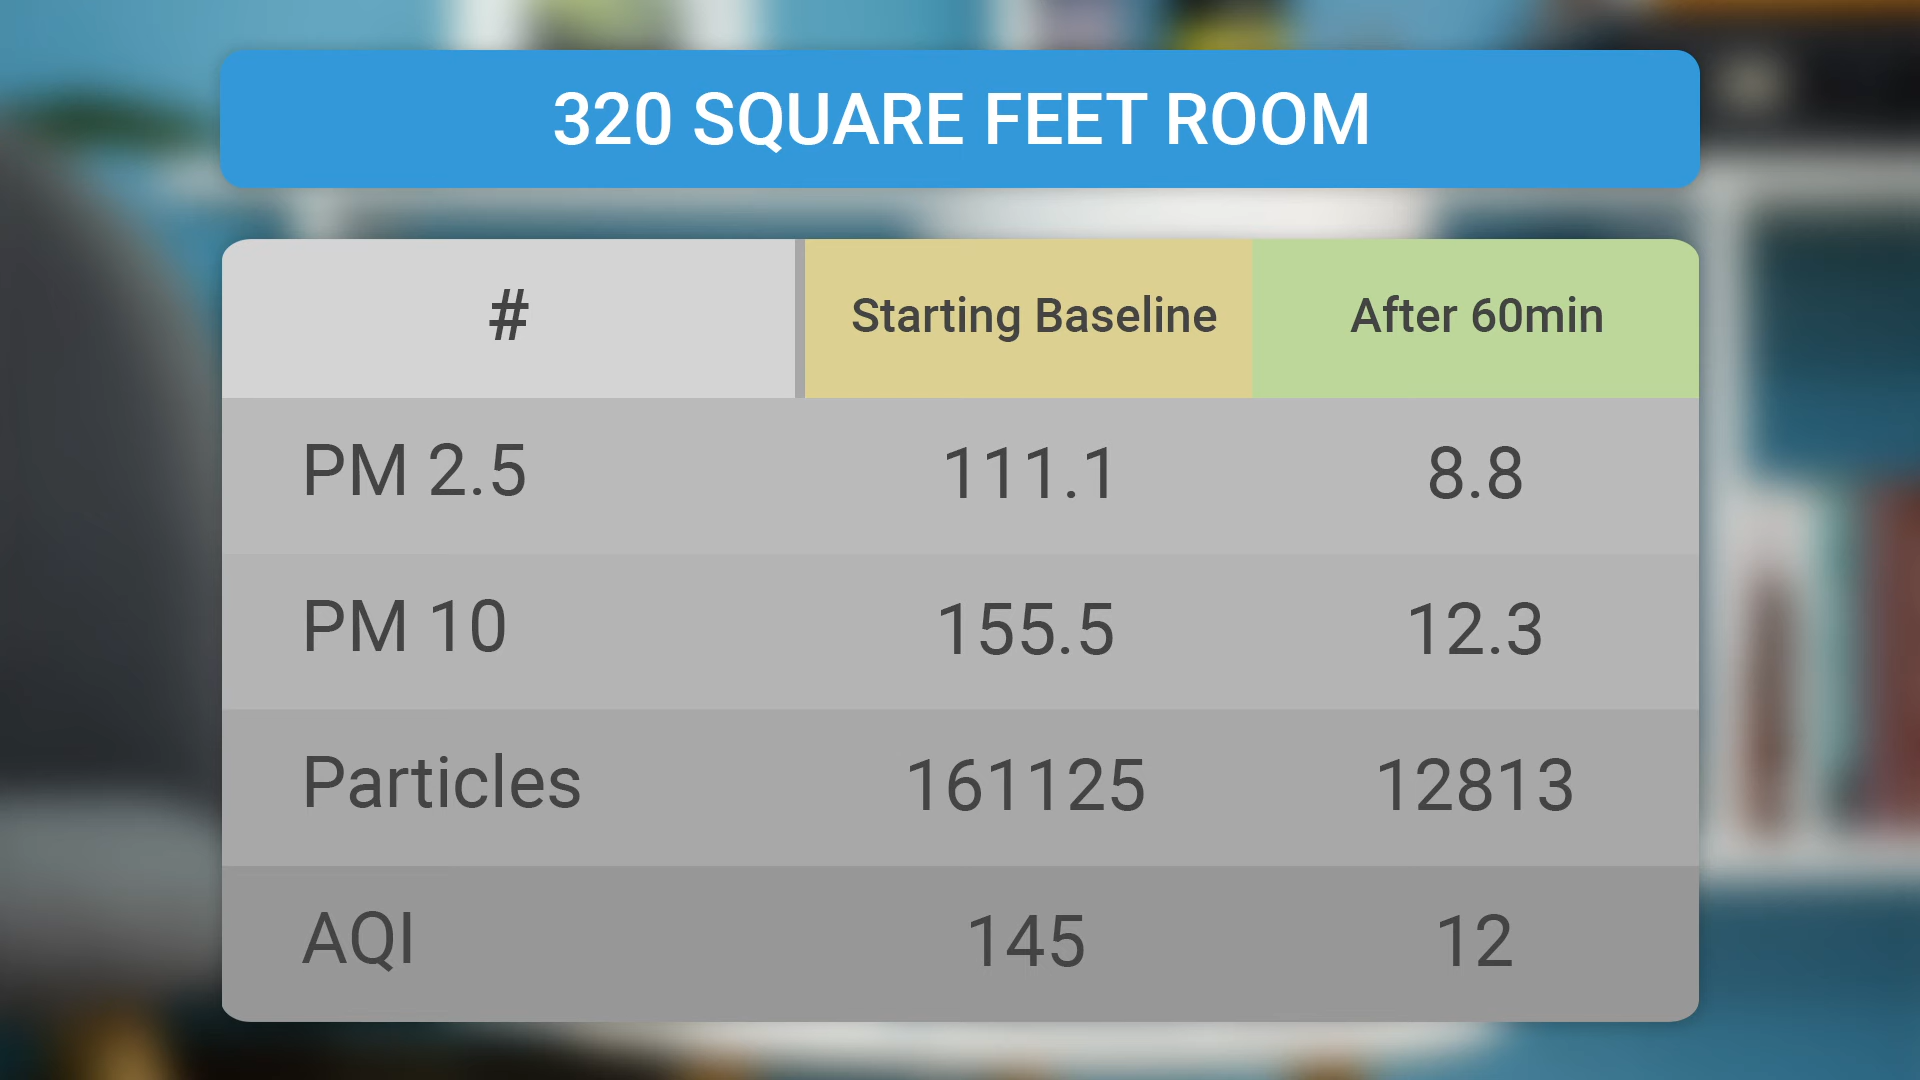 320 SQUARE FEET ROOM
# Starting Baseline After 60min
PM 2.5 111.1 8.8
PM 10 155.5 12.3
Particles 161125 12813
AQI 145 12